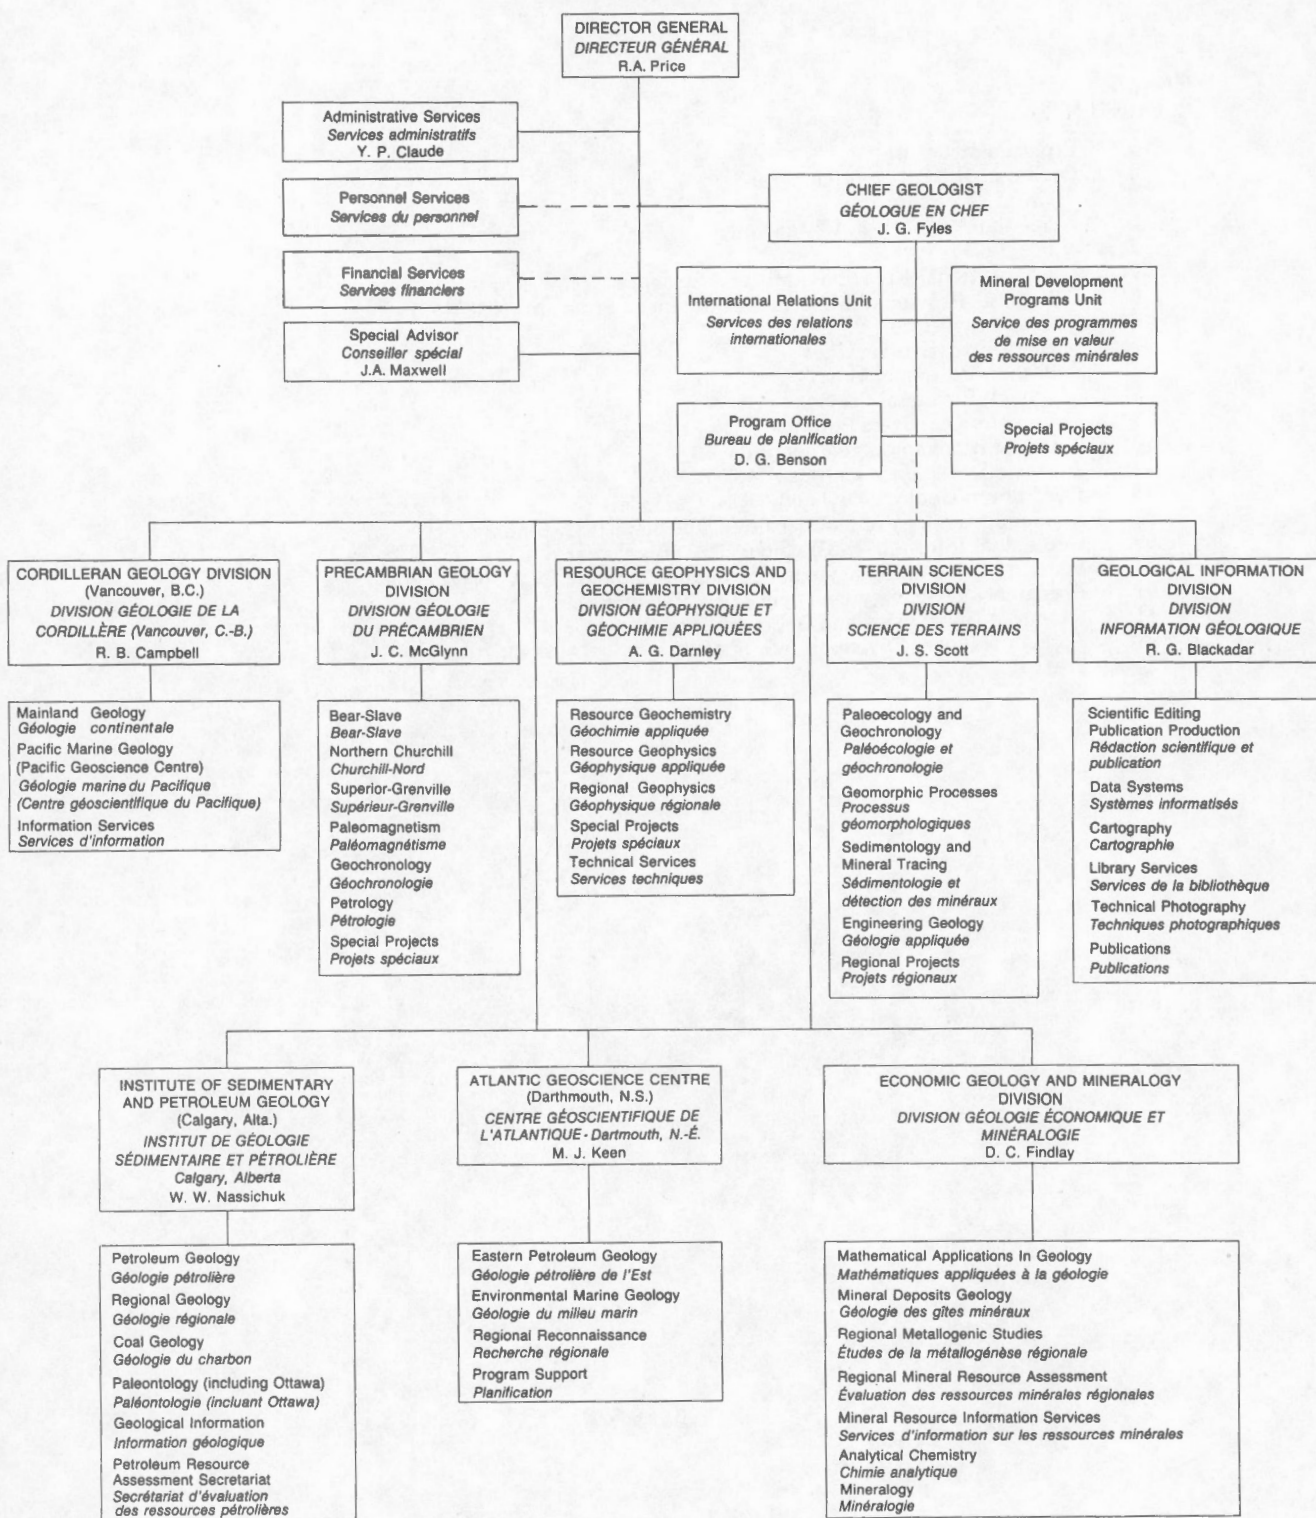 DIRECTOR GENERAL
DIRECTEUR GÉNÉRAL
R.A. Price
Administrative Services
Services administratifs
Y. P. Claude
Personnel Services
Services du personnel
Financial Services
Services financiers
Special Advisor
Conseiller spécial
J.A. Maxwell
CHIEF GEOLOGIST
GÉOLOGUE EN CHEF
J. G. Fyles
International Relations Unit
Services des relations
internationales
Mineral Development
Programs Unit
Service des programmes
de mise en valeur
des ressources minérales
Program Office
Bureau de planification
D. G. Benson
Special Projects
Projets spéciaux
CORDILLERAN GEOLOGY DIVISION
(Vancouver, B.C.)
DIVISION GÉOLOGIE DE LA
CORDILLÈRE (Vancouver, C.-B.)
R. B. Campbell
PRECAMBRIAN GEOLOGY
DIVISION
DIVISION GÉOLOGIE
DU PRÉCAMBRIEN
J. C. McGlynn
RESOURCE GEOPHYSICS AND
GEOCHEMISTRY DIVISION
DIVISION GÉOPHYSIQUE ET
GÉOCHIMIE APPLIQUÉES
A. G. Darnley
TERRAIN SCIENCES
DIVISION
DIVISION
SCIENCE DES TERRAINS
J. S. Scott
GEOLOGICAL INFORMATION
DIVISION
DIVISION
INFORMATION GÉOLOGIQUE
R. G. Blackadar
Mainland Geology
Géologie continentale
Pacific Marine Geology
(Pacific Geoscience Centre)
Géologie marine du Pacifique
(Centre géoscientifique du Pacifique)
Information Services
Services d'information
Bear-Slave
Bear-Slave
Northern Churchill
Churchill-Nord
Superior-Grenville
Supérieur-Grenville
Paleomagnetism
Paléomagnétisme
Geochronology
Géochronologie
Petrology
Pétrologie
Special Projects
Projets spéciaux
Resource Geochemistry
Géochimie appliquée
Resource Geophysics
Géophysique appliquée
Regional Geophysics
Géophysique régionale
Special Projects
Projets spéciaux
Technical Services
Services techniques
Paleoecology and
Geochronology
Paléoécologie et
géochronologie
Geomorphic Processes
Processus
géomorphologiques
Sedimentology and
Mineral Tracing
Sédimentologie et
détection des minéraux
Engineering Geology
Géologie appliquée
Regional Projects
Projets régionaux
Scientific Editing
Publication Production
Rédaction scientifique et
publication
Data Systems
Systèmes informatisés
Cartography
Cartographie
Library Services
Services de la bibliothèque
Technical Photography
Techniques photographiques
Publications
Publications
INSTITUTE OF SEDIMENTARY
AND PETROLEUM GEOLOGY
(Calgary, Alta.)
INSTITUT DE GÉOLOGIE
SÉDIMENTAIRE ET PÉTROLIÈRE
Calgary, Alberta
W. W. Nassichuk
ATLANTIC GEOSCIENCE CENTRE
(Darthmouth, N.S.)
CENTRE GÉOSCIENTIFIQUE DE
L'ATLANTIQUE - Dartmouth, N.-É.
M. J. Keen
ECONOMIC GEOLOGY AND MINERALOGY
DIVISION
DIVISION GÉOLOGIE ÉCONOMIQUE ET
MINÉRALOGIE
D. C. Findlay
Petroleum Geology
Géologie pétrolière
Regional Geology
Géologie régionale
Coal Geology
Géologie du charbon
Paleontology (including Ottawa)
Paléontologie (incluant Ottawa)
Geological Information
Information géologique
Petroleum Resource
Assessment Secretariat
Secrétariat d'évaluation
des ressources pétrolières
Eastern Petroleum Geology
Géologie pétrolière de l'Est
Environmental Marine Geology
Géologie du milieu marin
Regional Reconnaissance
Recherche régionale
Program Support
Planification
Mathematical Applications In Geology
Mathématiques appliquées à la géologie
Mineral Deposits Geology
Géologie des gîtes minéraux
Regional Metallogenic Studies
Études de la métallogénèse régionale
Regional Mineral Resource Assessment
Évaluation des ressources minérales régionales
Mineral Resource Information Services
Services d'information sur les ressources minérales
Analytical Chemistry
Chimie analytique
Mineralogy
Minéralogie